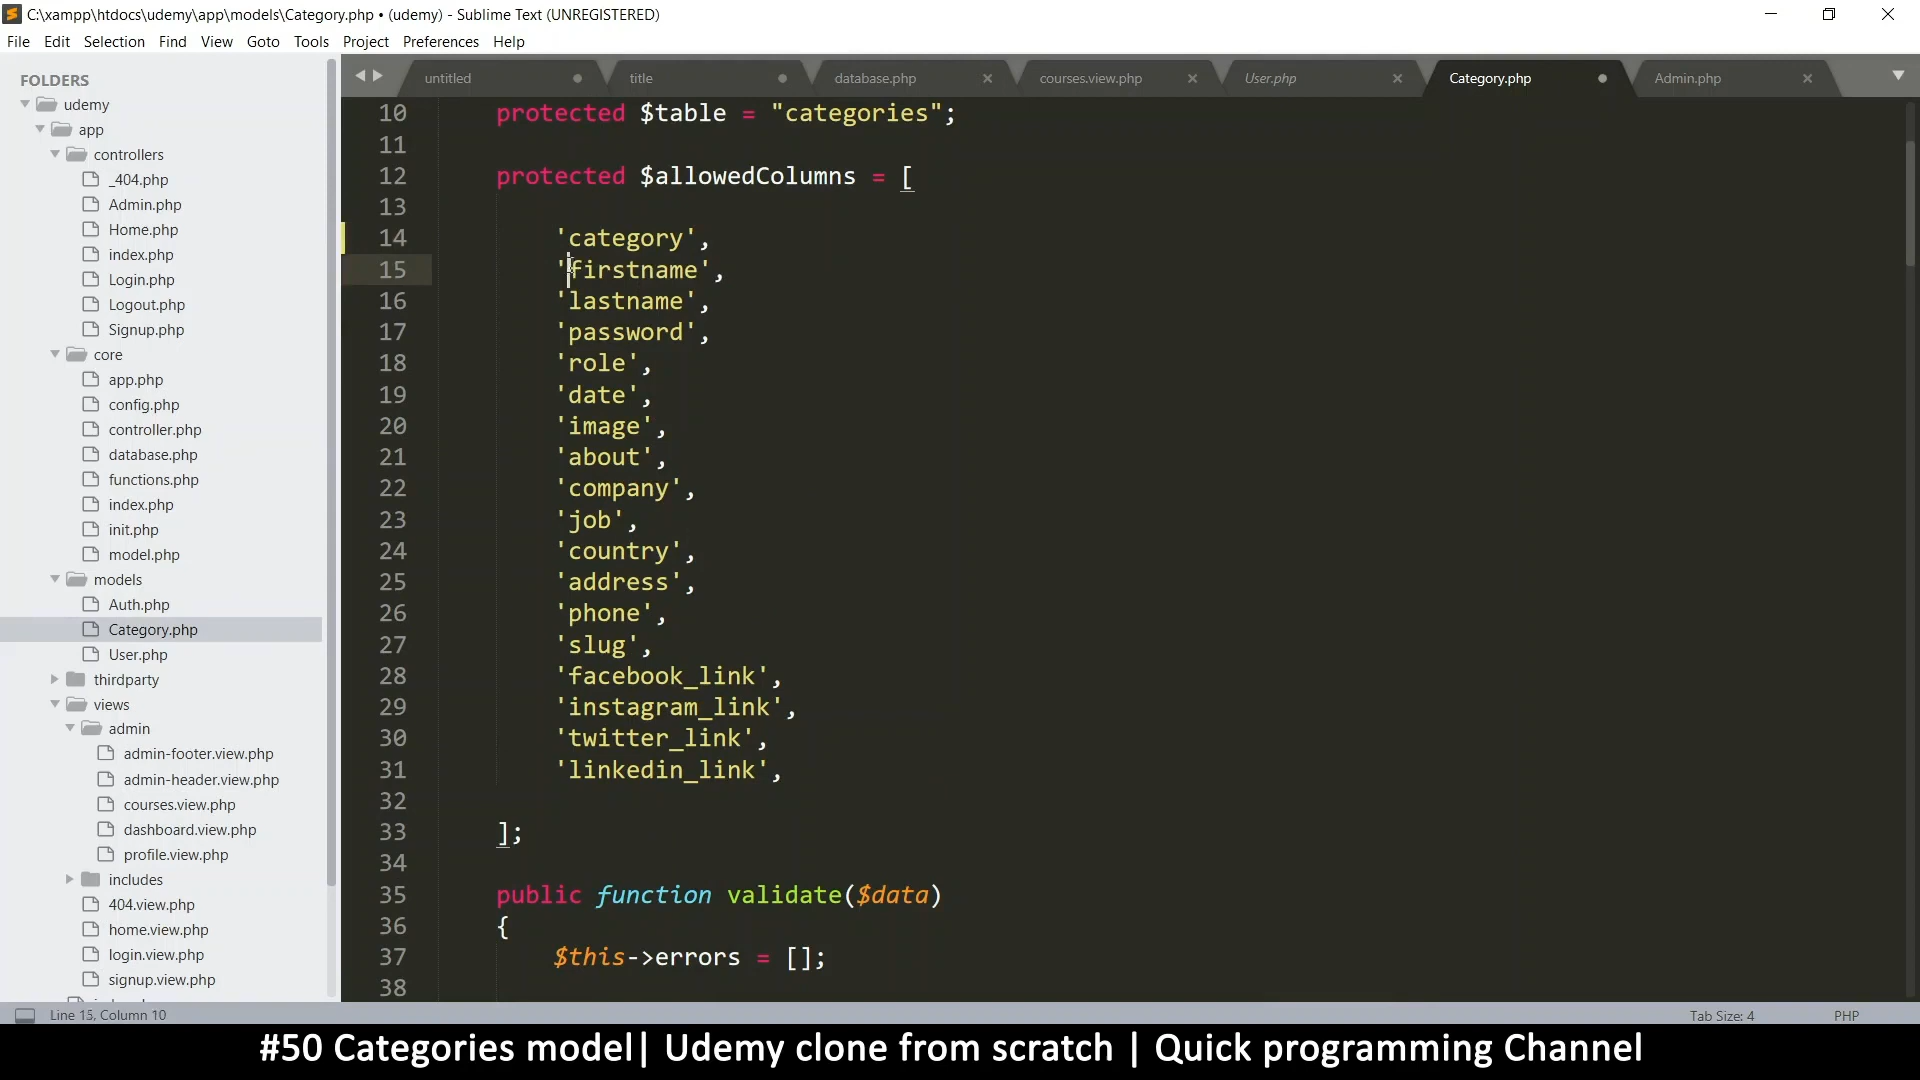 C:\xampp\htdocs\udemy\app\models\Category.php • (udemy) - Sublime Text (UNREGISTERED)
File Edit Selection Find View Goto Tools Project Preferences Help
FOLDERS
udemy
app
controllers
_404.php
Admin.php
Home.php
index.php
Login.php
Logout.php
Signup.php
core
app.php
config.php
controller.php
database.php
functions.php
index.php
init.php
model.php
models
Auth.php
Category.php
User.php
thirdparty
views
admin
admin-footer.view.php
admin-header.view.php
courses.view.php
dashboard.view.php
profile.view.php
includes
404.view.php
home.view.php
login.view.php
signup.view.php
untitled title database.php courses.view.php User.php Category.php Admin.php
10 protected $table = "categories";
11
12 protected $allowedColumns = [
13
14 'category',
15 'firstname',
16 'lastname',
17 'password',
18 'role',
19 'date',
20 'image',
21 'about',
22 'company',
23 'job',
24 'country',
25 'address',
26 'phone',
27 'slug',
28 'facebook_link',
29 'instagram_link',
30 'twitter_link',
31 'linkedin_link',
32
33 ];
34
35 public function validate($data)
36 {
37 $this->errors = [];
38
Line 15, Column 10 Tab Size: 4 PHP
#50 Categories model| Udemy clone from scratch | Quick programming Channel